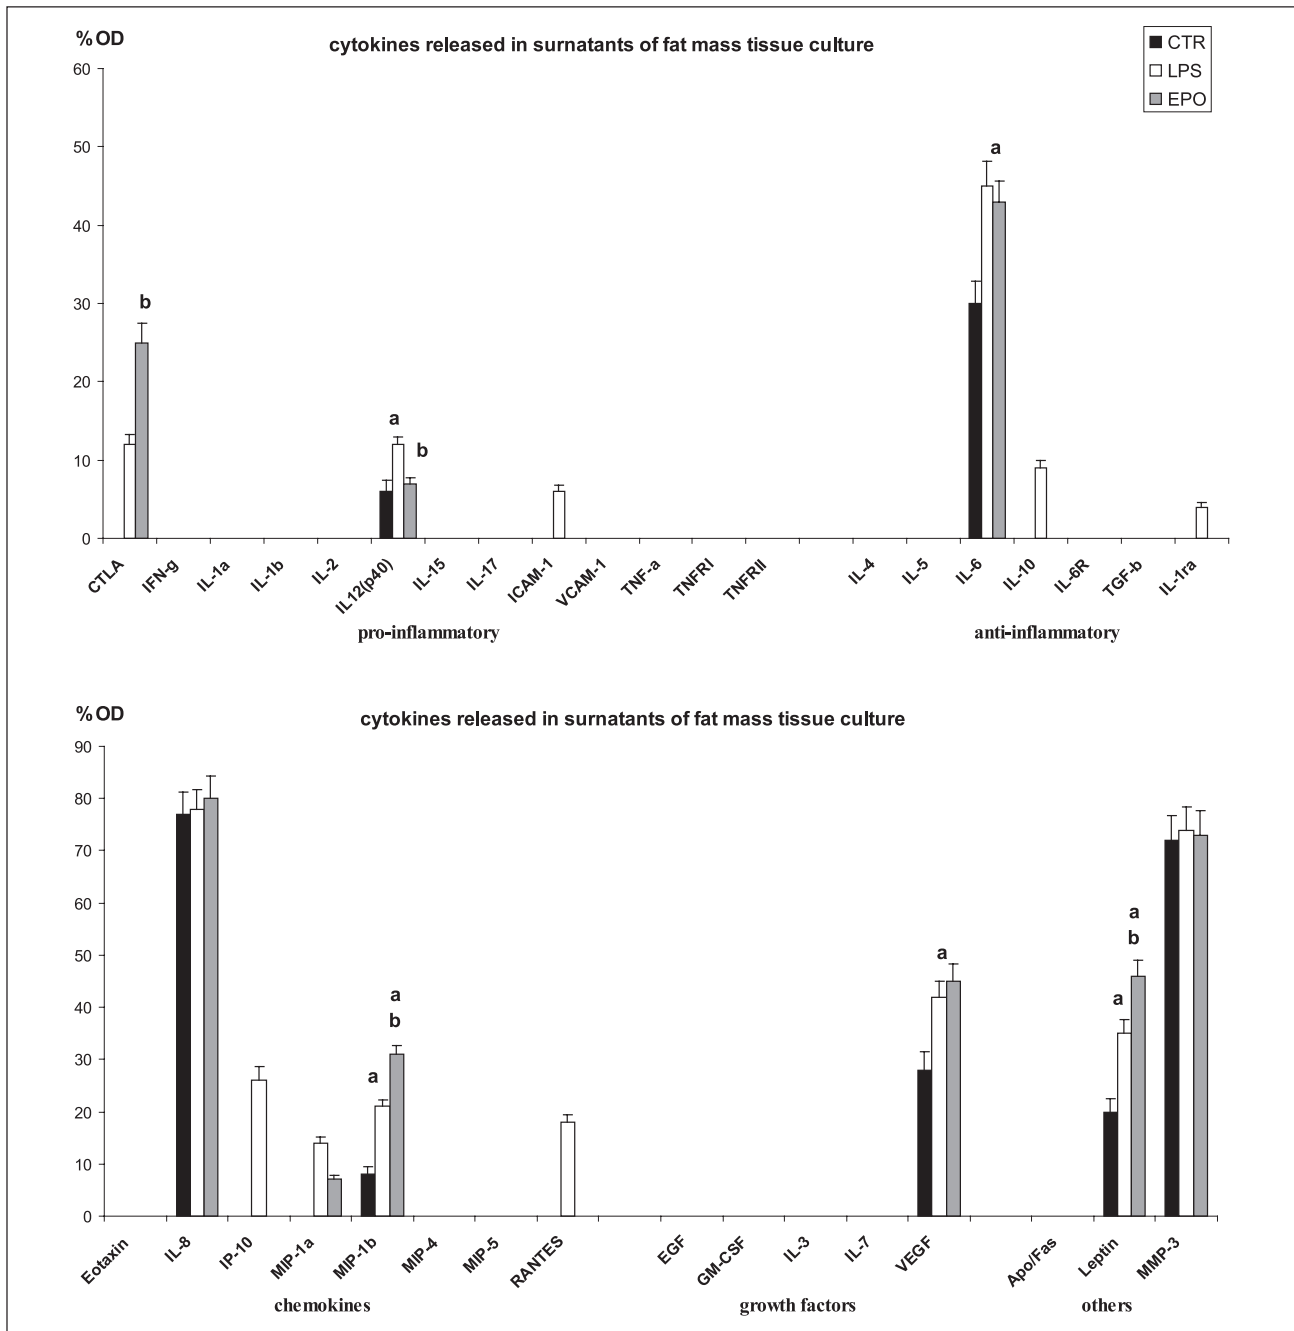 %OD
cytokines released in surnatants of fat mass tissue culture
CTR
LPS
EPO
60
50
40
30
20
10
0
a
b
a
b
CTLA
IFN-g
IL-1a
IL-1b
IL-2
IL12(p40)
IL-15
IL-17
ICAM-1
VCAM-1
TNF-a
TNFRI
TNFRII
IL-4
IL-5
IL-6
IL-10
IL-6R
TGF-b
IL-1ra
pro-inflammatory
anti-inflammatory
%OD
cytokines released in surnatants of fat mass tissue culture
90
80
70
60
50
40
30
20
10
0
a
b
a
a
a
b
a
Eotaxin
IL-8
IP-10
MIP-1a
MIP-1b
MIP-4
MIP-5
RANTES
EGF
GM-CSF
IL-3
IL-7
VEGF
Apo/Fas
Leptin
MMP-3
chemokines
growth factors
others